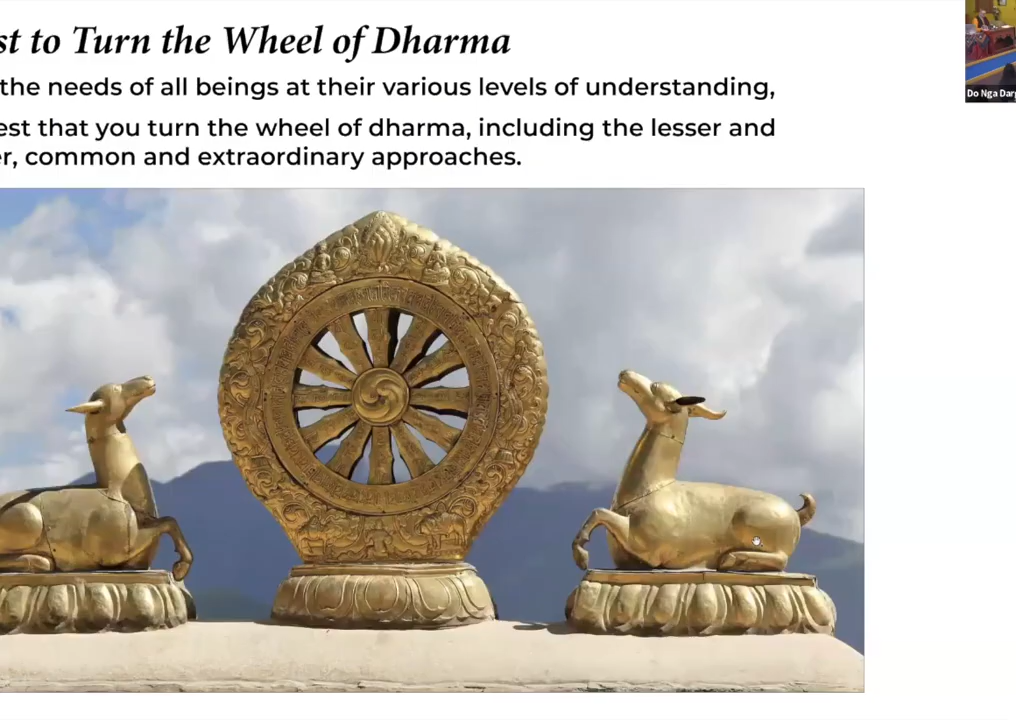 st to Turn the Wheel of Dharma
the needs of all beings at their various levels of understanding,
est that you turn the wheel of dharma, including the lesser and
r, common and extraordinary approaches.
Do Nga Dar